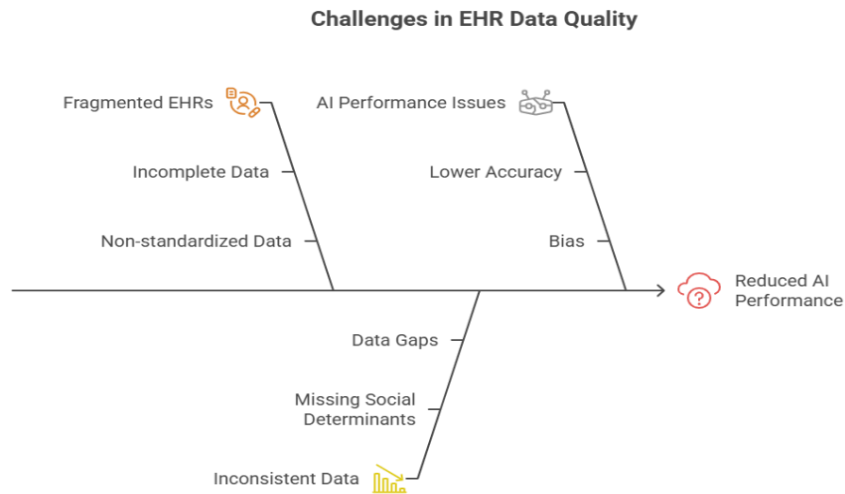 Challenges in EHR Data Quality
Fragmented EHRs
AI Performance Issues
Incomplete Data
Lower Accuracy
Non-standardized Data
Bias
Reduced AI
Performance
Data Gaps
Missing Social
Determinants
Inconsistent Data